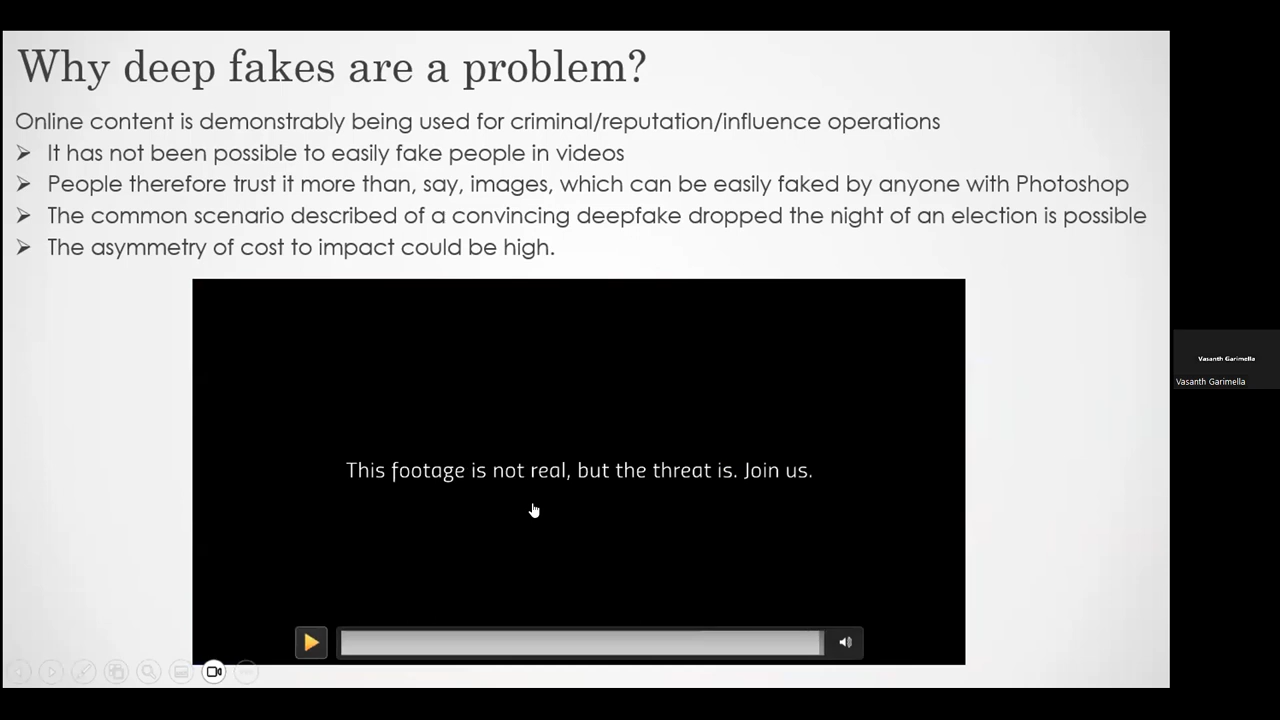 Why deep fakes are a problem?
Online content is demonstrably being used for criminal/reputation/influence operations
It has not been possible to easily fake people in videos
People therefore trust it more than, say, images, which can be easily faked by anyone with Photoshop
The common scenario described of a convincing deepfake dropped the night of an election is possible
The asymmetry of cost to impact could be high.
This footage is not real, but the threat is. Join us.
Vasanth Garimella
Vasanth Garimella